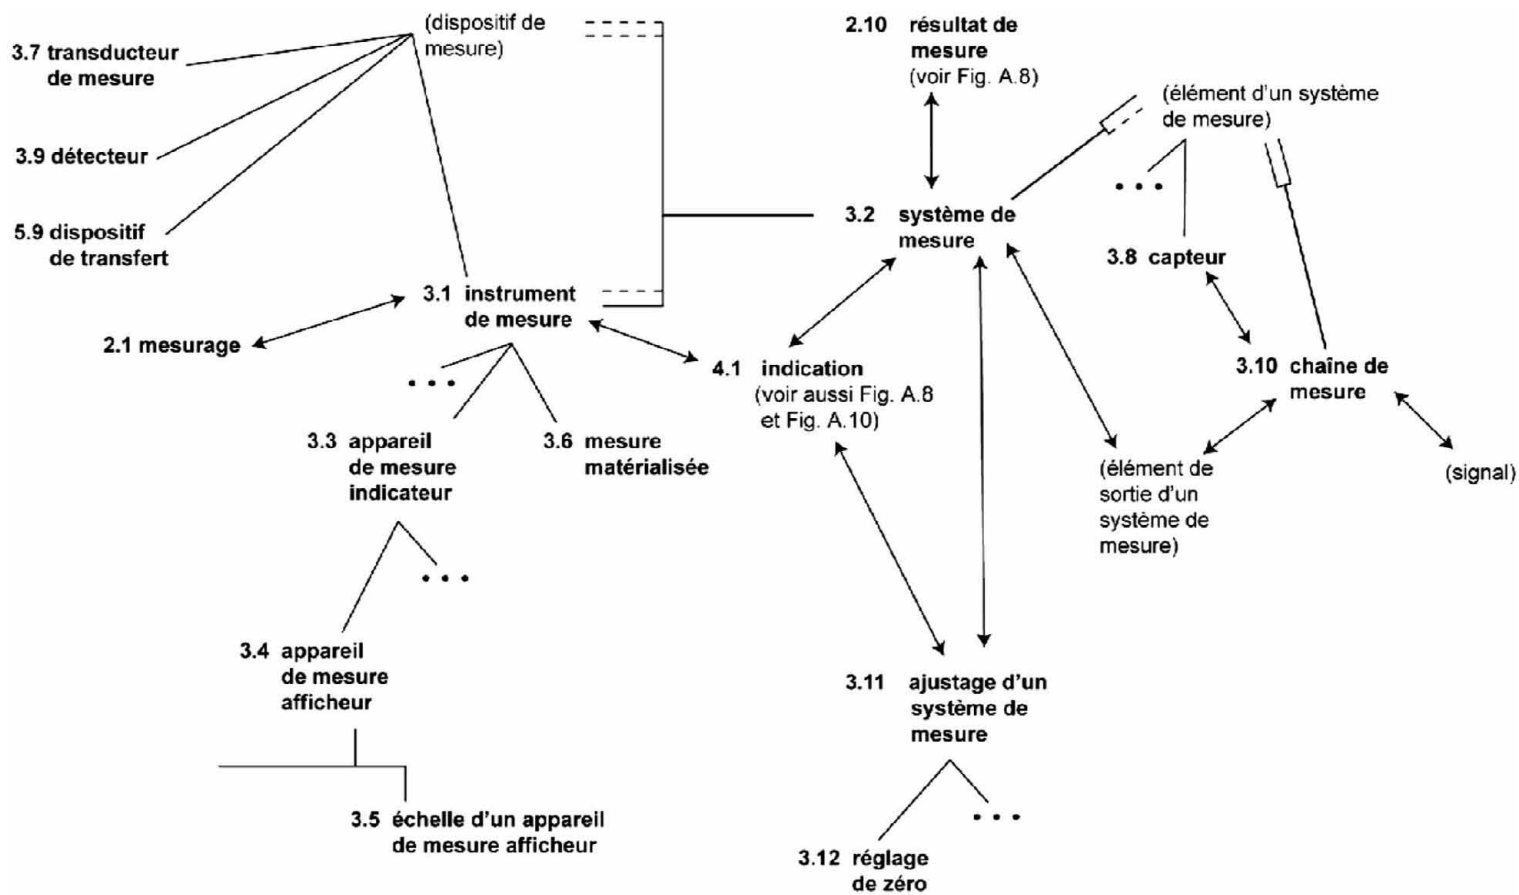 (dispositif de
mesure)
3.7 transducteur
de mesure
3.9 détecteur
5.9 dispositif
de transfert
3.1 instrument
de mesure
2.1 mesurage
3.3 appareil
de mesure
indicateur
3.6 mesure
matérialisée
3.4 appareil
de mesure
afficheur
3.5 échelle d'un appareil
de mesure afficheur
2.10 résultat de
mesure
(voir Fig. A.8)
3.2 système de
mesure
4.1 indication
(voir aussi Fig. A.8
et Fig. A.10)
3.11 ajustage d'un
système de
mesure
3.12 réglage
de zéro
(élément d'un système
de mesure)
3.8 capteur
3.10 chaîne de
mesure
(élément de
sortie d'un
système de
mesure)
(signal)